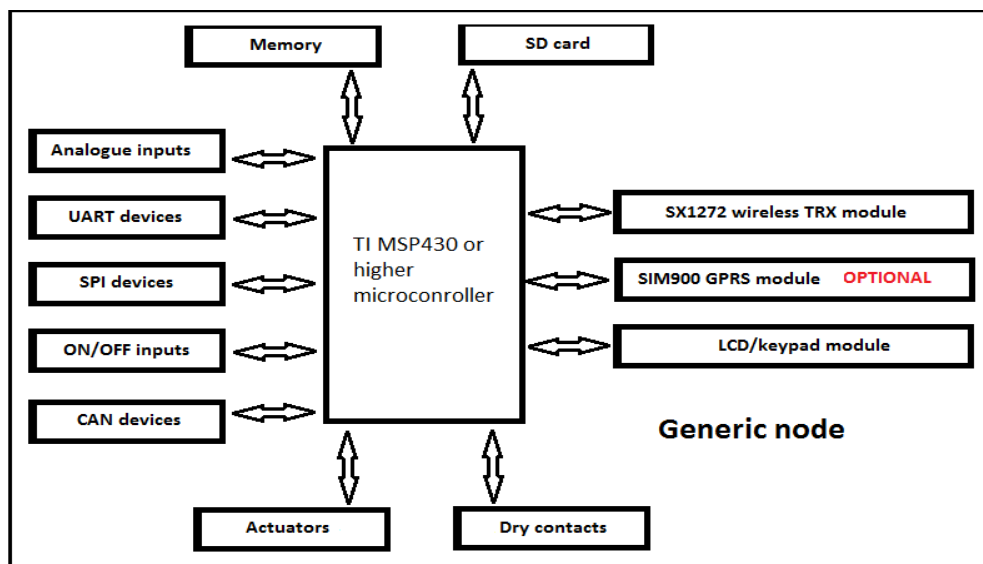 Memory
SD card
Analogue inputs
UART devices
SPI devices
ON/OFF inputs
CAN devices
TI MSP430 or
higher
microconroller
SX1272 wireless TRX module
SIM900 GPRS module OPTIONAL
LCD/keypad module
Generic node
Actuators
Dry contacts